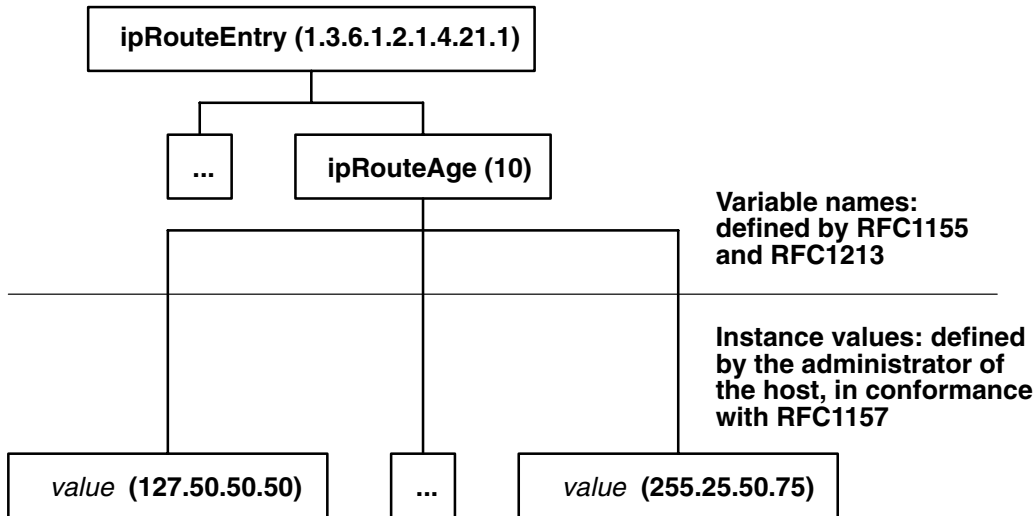 ipRouteEntry (1.3.6.1.2.1.4.21.1)
...
ipRouteAge (10)
Variable names:
defined by RFC1155
and RFC1213
Instance values: defined
by the administrator of
the host, in conformance
with RFC1157
value (127.50.50.50)
...
value (255.25.50.75)